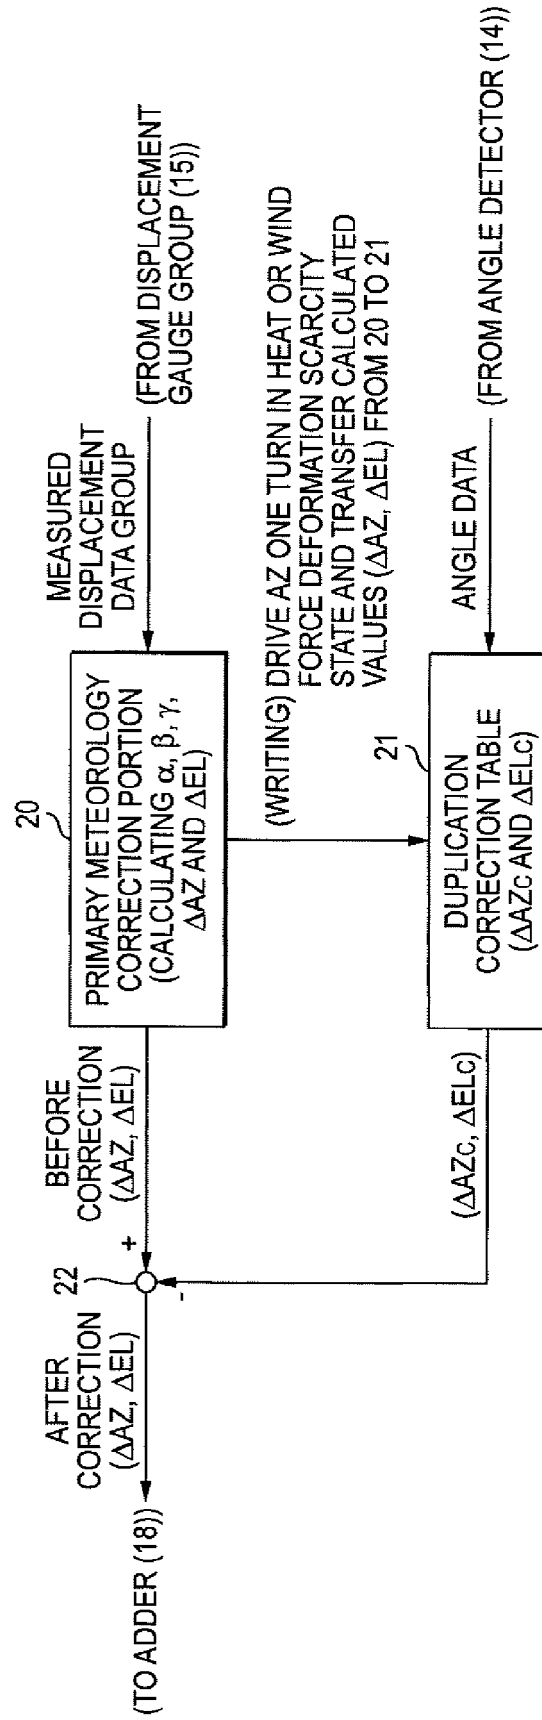 (FROM DISPLACEMENT
GAUGE GROUP (15))
MEASURED
DISPLACEMENT
DATA GROUP
20
PRIMARY METEOROLOGY
CORRECTION PORTION
(CALCULATING α, β, γ,
ΔAZ AND ΔEL)
BEFORE
CORRECTION
(ΔAZ, ΔEL)
+
22
-
AFTER
CORRECTION
(ΔAZ, ΔEL)
(TO ADDER (18))
(WRITING) DRIVE AZ ONE TURN IN HEAT OR WIND
FORCE DEFORMATION SCARCITY
STATE AND TRANSFER CALCULATED
VALUES (ΔAZ, ΔEL) FROM 20 TO 21
(FROM ANGLE DETECTOR (14))
ANGLE DATA
21
DUPLICATION
CORRECTION TABLE
(ΔAZc AND ΔELc)
(ΔAZc, ΔELc)